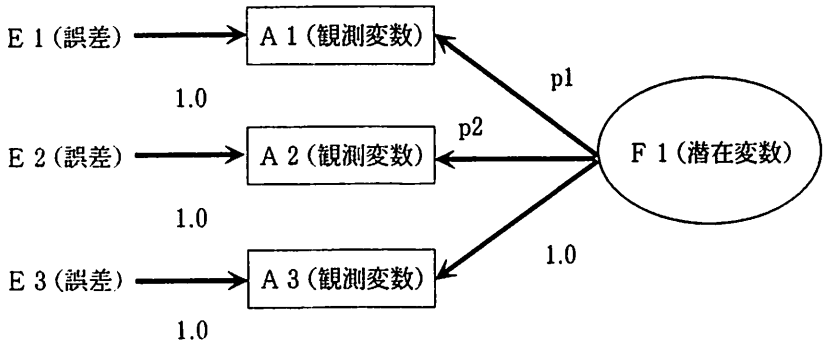 E 1 (誤差)
A 1 (観測変数)
p1
1.0
E 2 (誤差)
A 2 (観測変数)
p2
F 1 (潜在変数)
1.0
E 3 (誤差)
A 3 (観測変数)
1.0
1.0